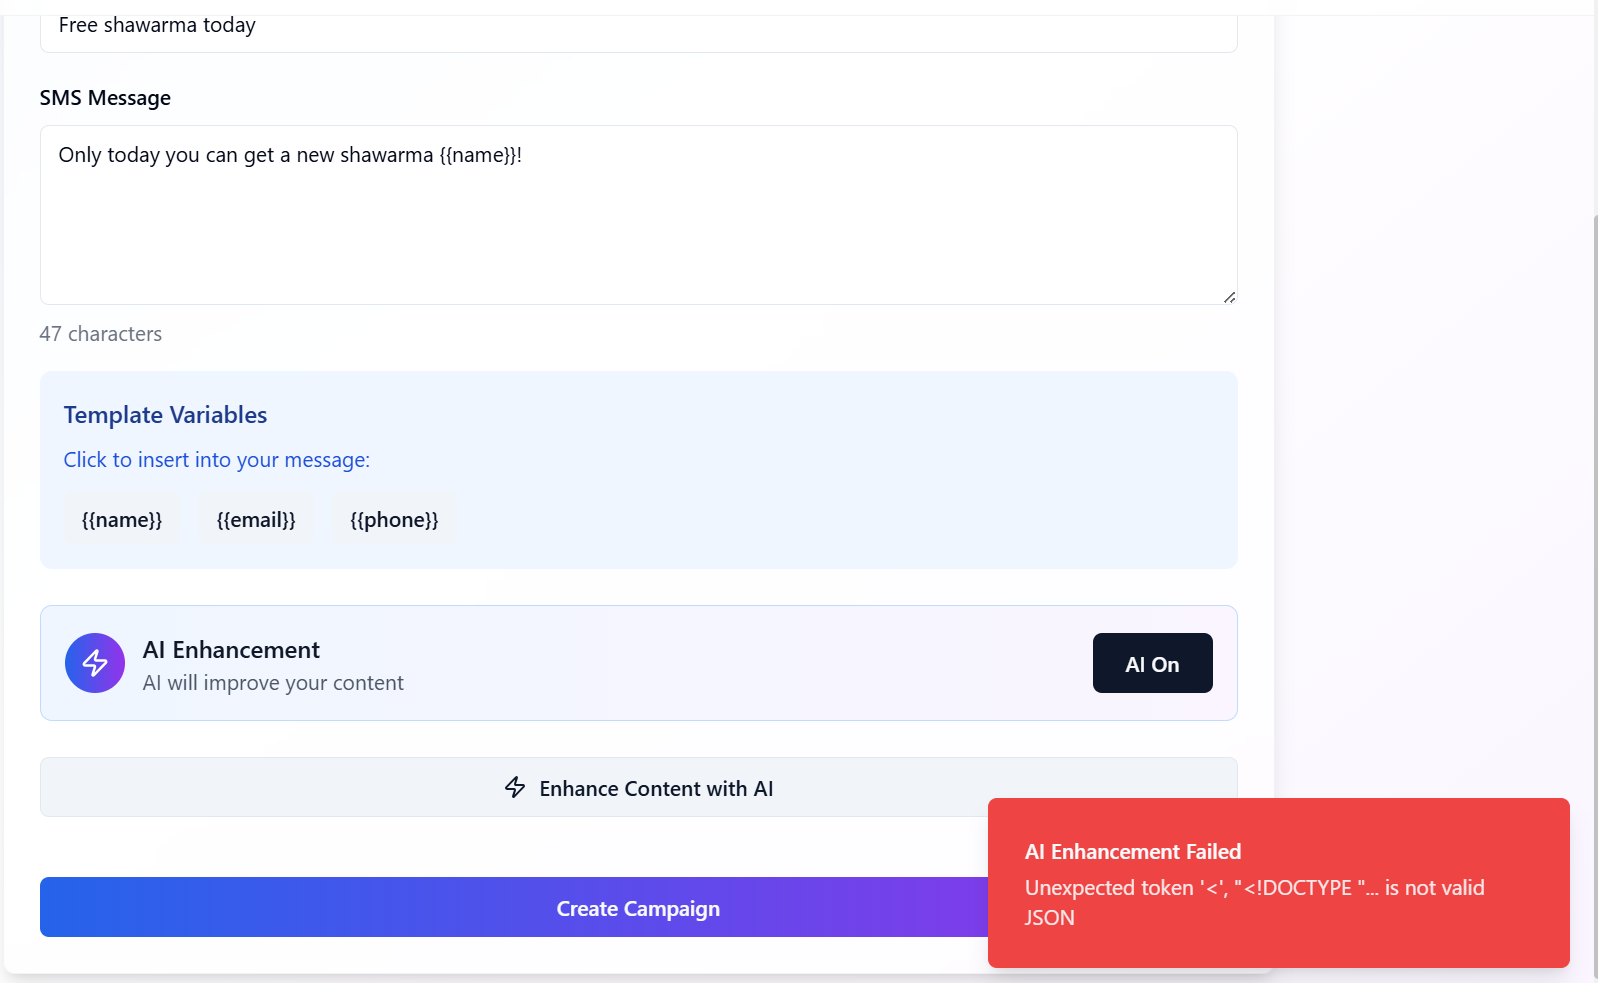 Free shawarma today
SMS Message
Only today you can get a new shawarma {{name}}!
47 characters
Template Variables
Click to insert into your message:
{{name}} {{email}} {{phone}}
AI Enhancement
AI will improve your content
AI On
Enhance Content with AI
Create Campaign
AI Enhancement Failed
Unexpected token '<', "<!DOCTYPE "... is not valid
JSON